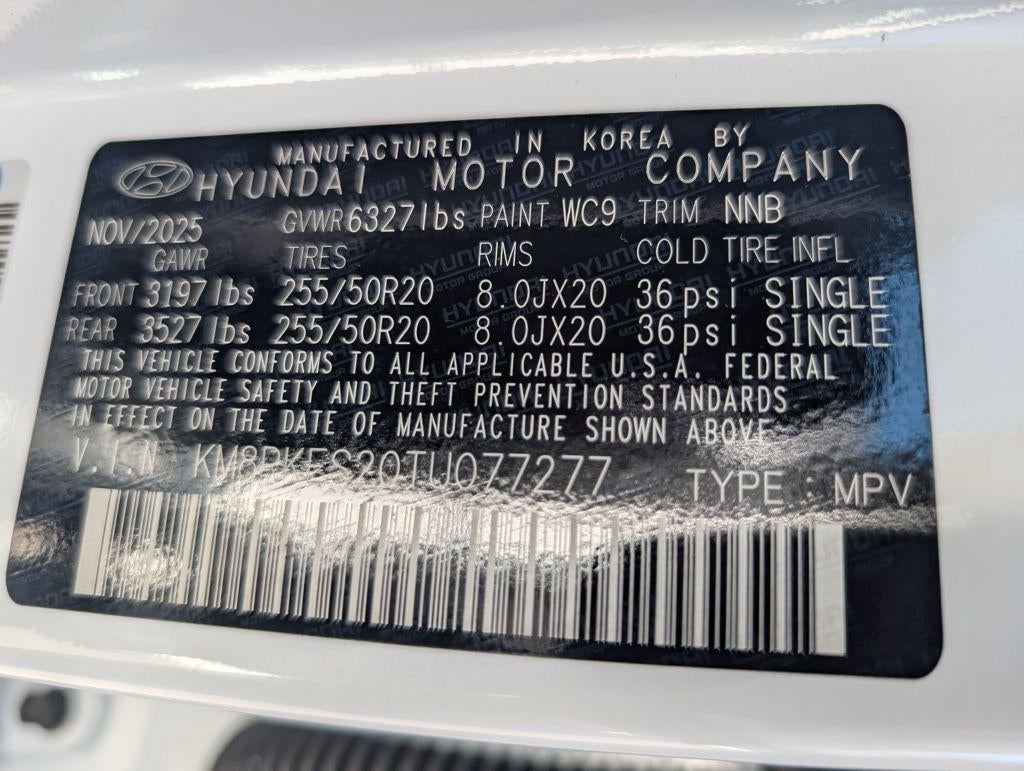 MANUFACTURED IN KOREA BY
HYUNDAI MOTOR COMPANY
NOV/2025 GVWR 6327lbs PAINT WC9 TRIM NNB
GAWR TIRES RIMS COLD TIRE INFL
FRONT 3197lbs 255/50R20 8.0JX20 36psi SINGLE
REAR 3527lbs 255/50R20 8.0JX20 36psi SINGLE
THIS VEHICLE CONFORMS TO ALL APPLICABLE U.S.A. FEDERAL
MOTOR VEHICLE SAFETY AND THEFT PREVENTION STANDARDS
IN EFFECT ON THE DATE OF MANUFACTURE SHOWN ABOVE
V.I.N KM8RKES20TU077277 TYPE : MPV